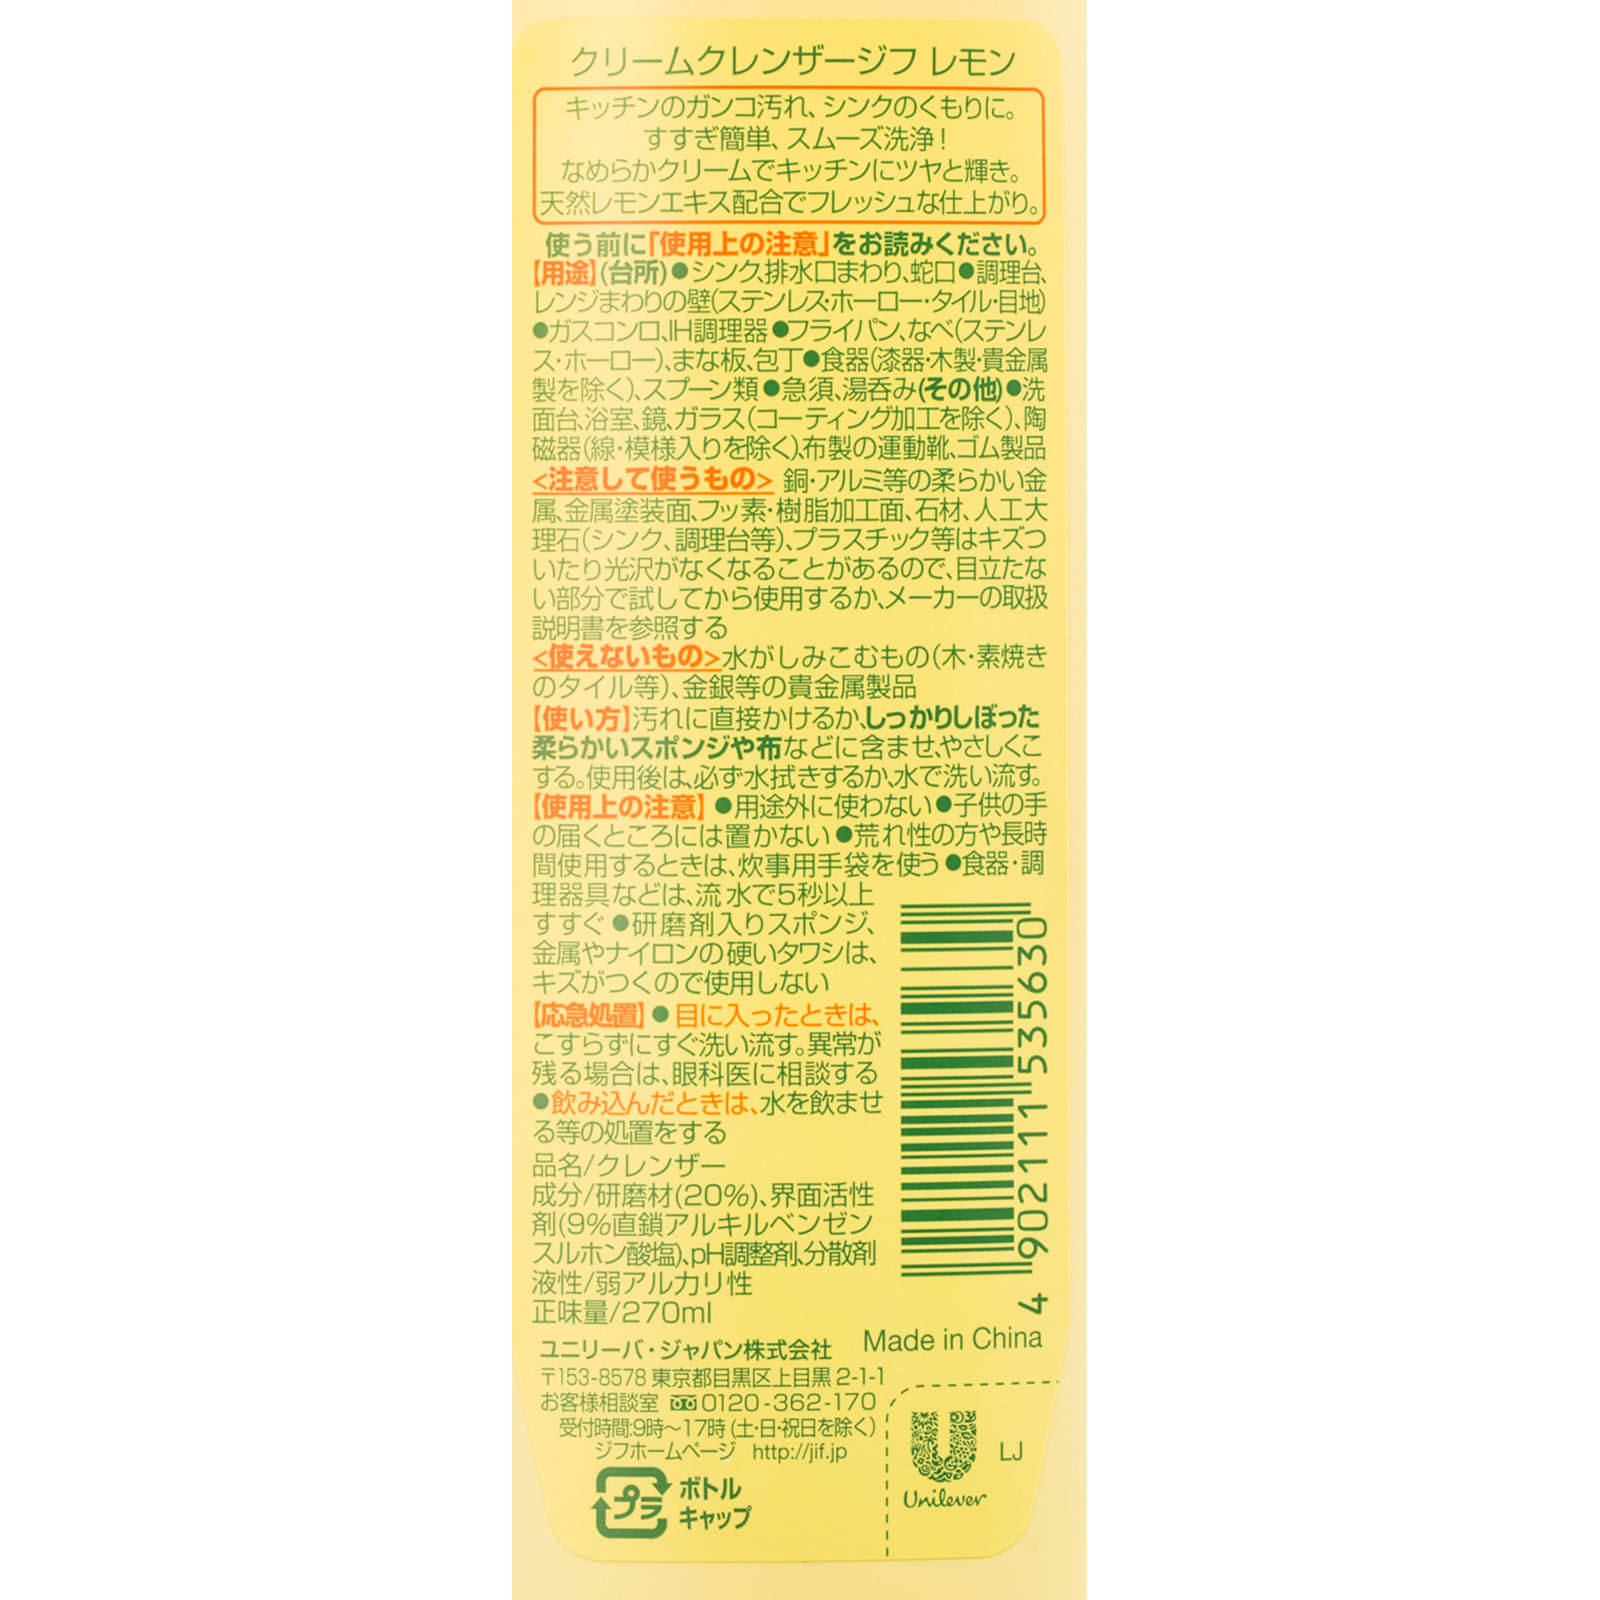 クリームクレンザージフ レモン
キッチンのガンコ汚れ、シンクのくもりに。
すすぎ簡単、スムーズ洗浄！
なめらかクリームでキッチンにツヤと輝き。
天然レモンエキス配合でフレッシュな仕上がり。
使う前に「使用上の注意」をお読みください。
【用途】(台所)●シンク、排水口まわり、蛇口●調理台、
レンジまわりの壁(ステンレス・ホーロー・タイル・目地)
●ガスコンロ、IH調理器●フライパン、なべ(ステンレ
ス・ホーロー)、まな板、包丁●食器(漆器・木製・貴金属
製を除く)、スプーン類●急須、湯呑み(その他)●洗
面台、浴室、鏡、ガラス(コーティング加工を除く)、陶
磁器(線・模様入りを除く)、布製の運動靴、ゴム製品
<注意して使うもの> 銅・アルミ等の柔らかい金
属、金属塗装面、フッ素・樹脂加工面、石材、人工大
理石(シンク、調理台等)、プラスチック等はキズつ
いたり光沢がなくなることがあるので、目立たな
い部分で試してから使用するか、メーカーの取扱
説明書を参照する
<使えないもの>水がしみこむもの(木・素焼き
のタイル等)、金銀等の貴金属製品
【使い方】汚れに直接かけるか、しっかりしぼった
柔らかいスポンジや布などに含ませ、やさしくこ
する。使用後は、必ず水拭きするか、水で洗い流す。
【使用上の注意】●用途外に使わない●子供の手
の届くところには置かない●荒れ性の方や長時
間使用するときは、炊事用手袋を使う●食器・調
理器具などは、流水で5秒以上
すすぐ●研磨剤入りスポンジ、
金属やナイロンの硬いタワシは、
キズがつくので使用しない
【応急処置】●目に入ったときは、
こすらずにすぐ洗い流す。異常が
残る場合は、眼科医に相談する
●飲み込んだときは、水を飲ませ
る等の処置をする
品名/クレンザー
成分/研磨材(20%)、界面活性
剤(9%直鎖アルキルベンゼン
スルホン酸塩)、pH調整剤、分散剤
液性/弱アルカリ性
正味量/270ml
4 902111 535630
Made in China
ユニリーバ・ジャパン株式会社
〒153-8578 東京都目黒区上目黒2-1-1
お客様相談室 0120-362-170
受付時間:9時～17時(土・日・祝日を除く)
ジフホームページ http://jif.jp
プラ
ボトル
キャップ
Unilever
LJ